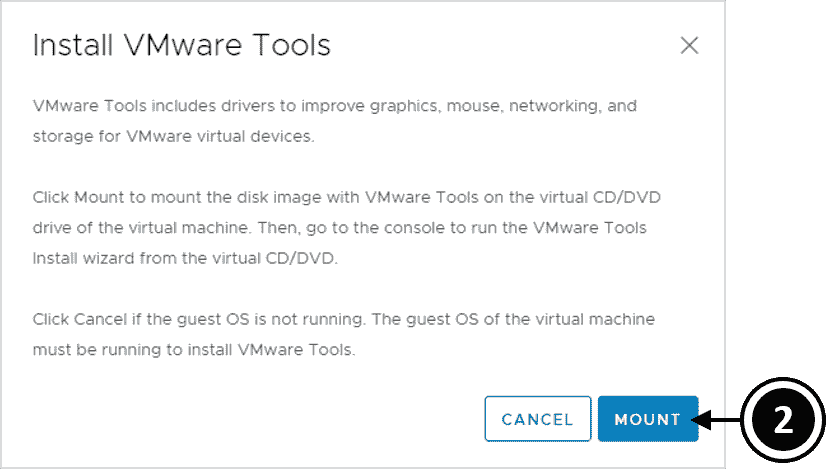 Install VMware Tools
VMware Tools includes drivers to improve graphics, mouse, networking, and
storage for VMware virtual devices.
Click Mount to mount the disk image with VMware Tools on the virtual CD/DVD
drive of the virtual machine. Then, go to the console to run the VMware Tools
Install wizard from the virtual CD/DVD.
Click Cancel if the guest OS is not running. The guest OS of the virtual machine
must be running to install VMware Tools.
CANCEL MOUNT 2